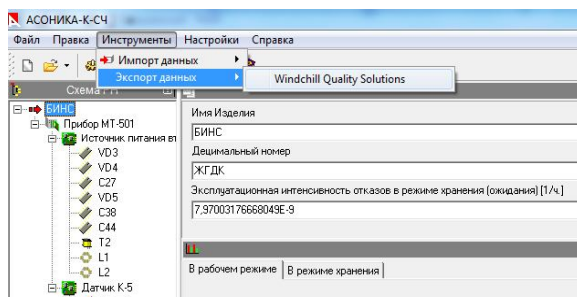 АСОНИКА-К-СЧ
Файл Правка Инструменты Настройки Справка
Импорт данных
Экспорт данных
Windchill Quality Solutions
Схема
БИНС
Прибор МТ-501
Источник питания вт
VD3
VD4
C27
VD5
C38
C44
T2
L1
L2
Датчик К-5
Имя Изделия
БИНС
Децимальный номер
ЖГДК
Эксплуатационная интенсивность отказов в режиме хранения (ожидания) [1/ч.]
7,97003176668049E-9
В рабочем режиме В режиме хранения